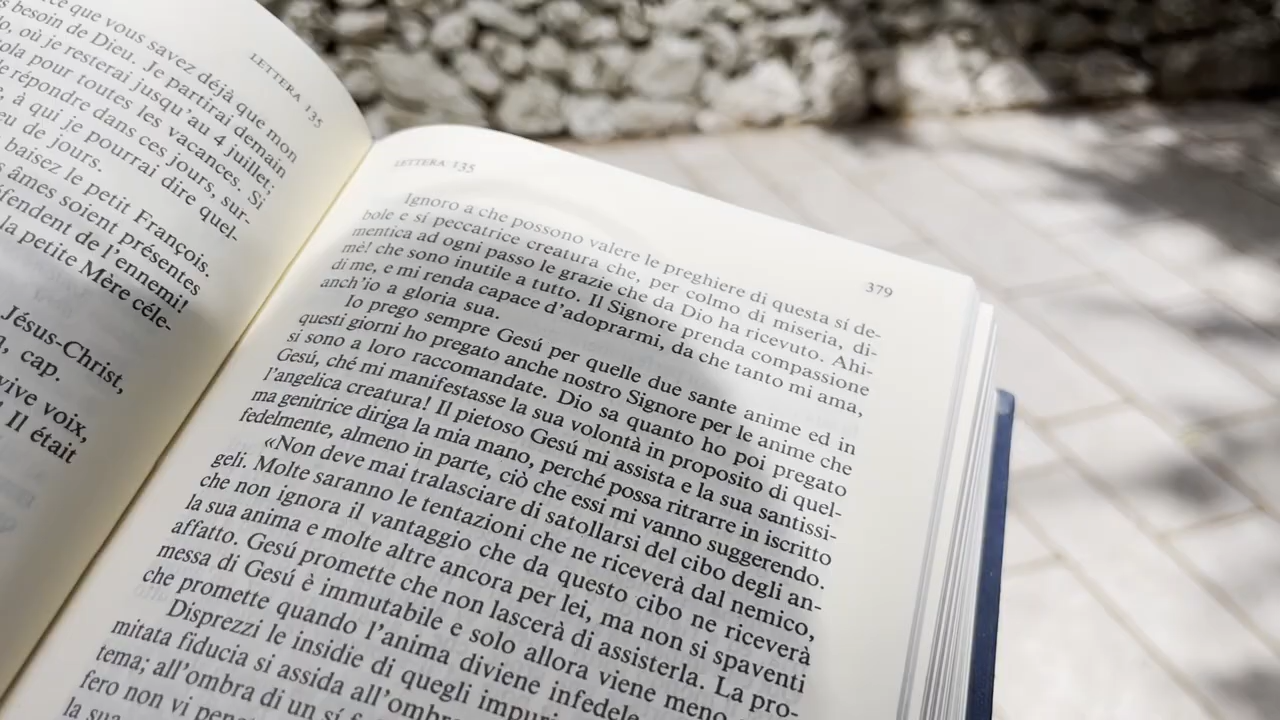 ce que vous savez déjà que mon
besoin de Dieu. Je partirai demain
où je resterai jusqu'au 4 juillet;
pour toutes les vacances. Si
répondre dans ces jours, sur-
à qui je pourrai dire quel-
de jours.
baisez le petit François.
âmes soient présentes
défendent de l'ennemi!
la petite Mère céle-
Jésus-Christ,
cap.
vive voix,
Il était
LETTERA 135
LETTERA 135
379
Ignoro a che possono valere le preghiere di questa sí de-
bole e sí peccatrice creatura che, per colmo di miseria, di-
mentica ad ogni passo le grazie che da Dio ha ricevuto. Ahi-
mè! che sono inutile a tutto. Il Signore prenda compassione
di me, e mi renda capace d'adoprarmi, da che tanto mi ama,
anch'io a gloria sua.
Io prego sempre Gesú per quelle due sante anime ed in
questi giorni ho pregato anche nostro Signore per le anime che
si sono a loro raccomandate. Dio sa quanto ho poi pregato
Gesú, ché mi manifestasse la sua volontà in proposito di quel-
l'angelica creatura! Il pietoso Gesú mi assista e la sua santissi-
ma genitrice diriga la mia mano, perché possa ritrarre in iscritto
fedelmente, almeno in parte, ciò che essi mi vanno suggerendo.
«Non deve mai tralasciare di satollarsi del cibo degli an-
geli. Molte saranno le tentazioni che ne riceverà dal nemico,
che non ignora il vantaggio che da questo cibo ne riceverà
la sua anima e molte altre ancora per lei, ma non si spaventi
affatto. Gesú promette che non lascerà di assisterla. La pro-
messa di Gesú è immutabile e solo allora viene meno
che promette quando l'anima diviene infedele
Disprezzi le insidie di quegli impuri
mitata fiducia si assida all'ombra
tema; all'ombra di un sí
fero non vi
la sua